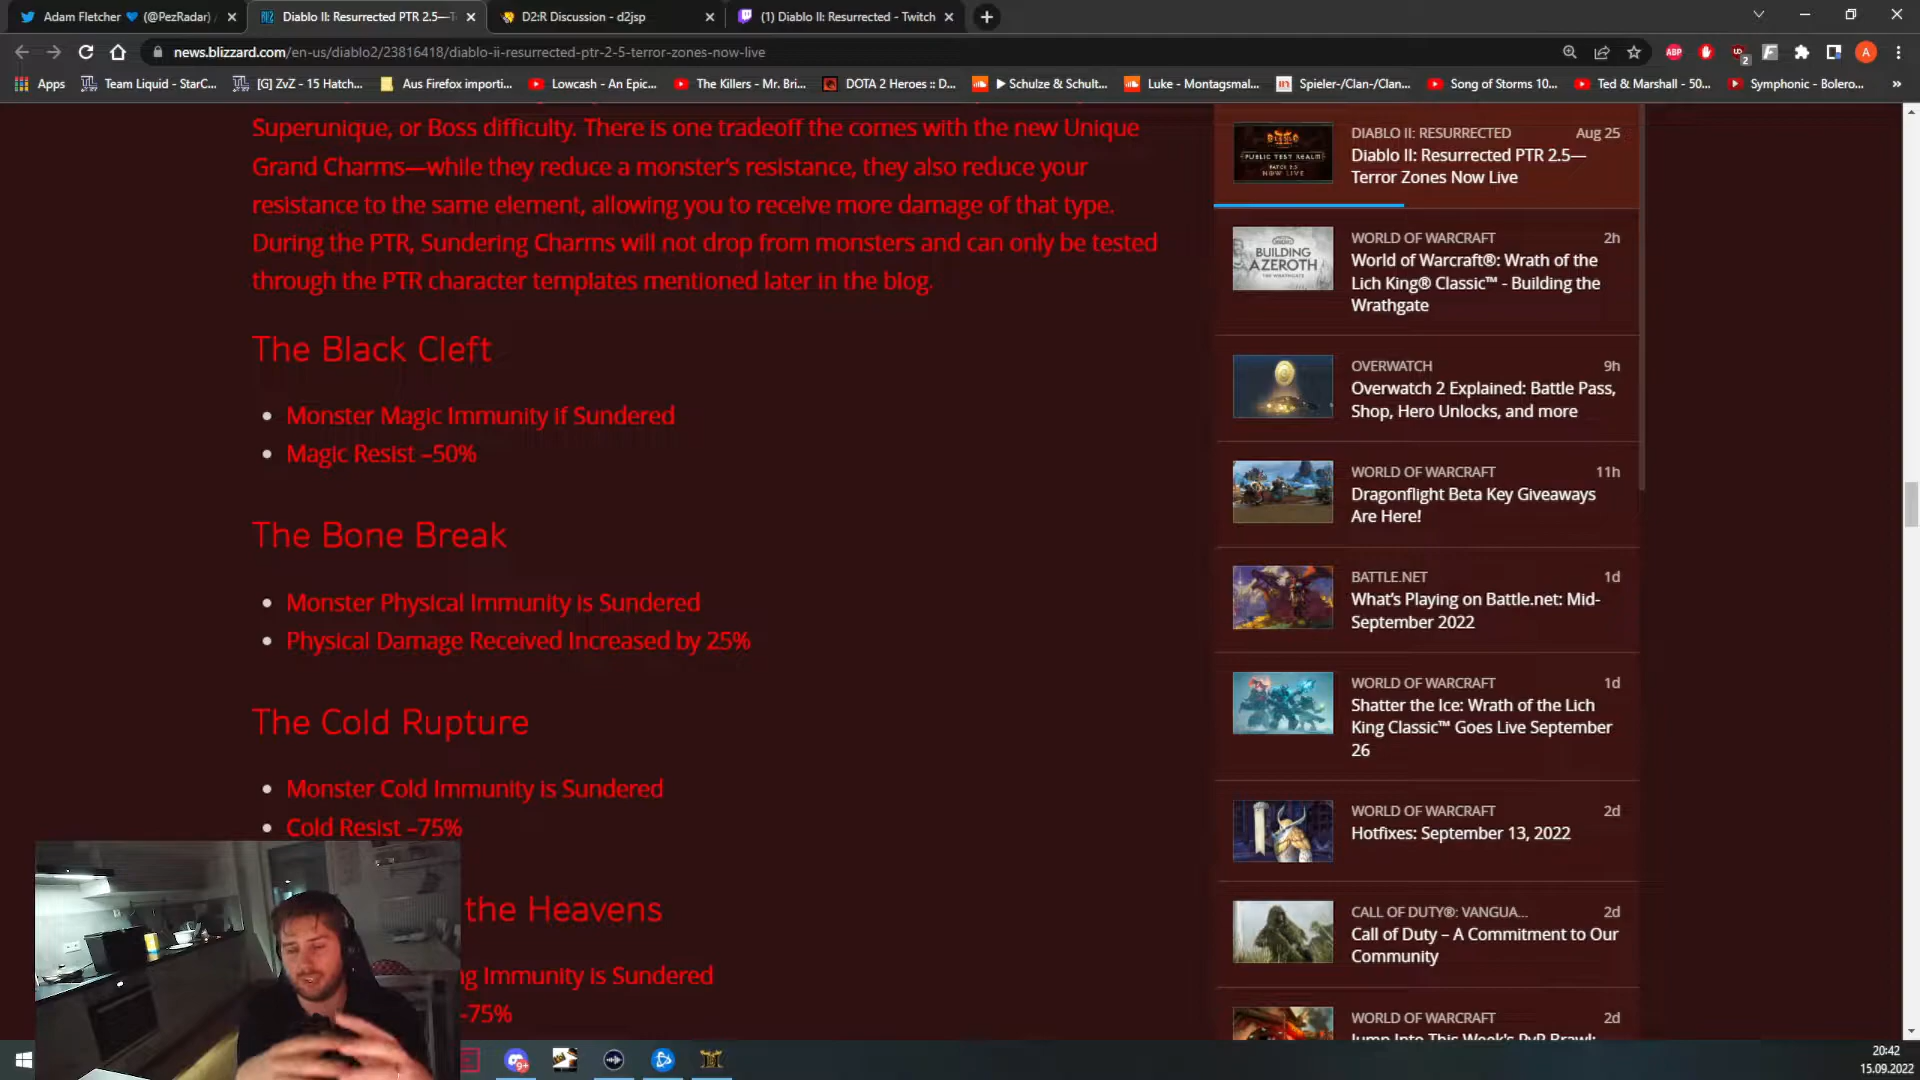 Adam Fletcher 💙 (@PezRadar) /
Diablo II: Resurrected PTR 2.5—T
D2:R Discussion - d2jsp
(1) Diablo II: Resurrected - Twitch
news.blizzard.com/en-us/diablo2/23816418/diablo-ii-resurrected-ptr-2-5-terror-zones-now-live
Apps
Team Liquid - StarC...
[G] ZvZ - 15 Hatch...
Aus Firefox importi...
Lowcash - An Epic...
The Killers - Mr. Bri...
DOTA 2 Heroes :: D...
▶ Schulze & Schult...
Luke - Montagsmal...
Spieler-/Clan-/Clan...
Song of Storms 10...
Ted & Marshall - 50...
Symphonic - Bolero...
»
Superunique, or Boss difficulty. There is one tradeoff the comes with the new Unique
Grand Charms—while they reduce a monster's resistance, they also reduce your
resistance to the same element, allowing you to receive more damage of that type.
During the PTR, Sundering Charms will not drop from monsters and can only be tested
through the PTR character templates mentioned later in the blog.
The Black Cleft
• Monster Magic Immunity if Sundered
• Magic Resist –50%
The Bone Break
• Monster Physical Immunity is Sundered
• Physical Damage Received Increased by 25%
The Cold Rupture
• Monster Cold Immunity is Sundered
• Cold Resist –75%
the Heavens
ng Immunity is Sundered
-75%
PUBLIC TEST REALM
NOW LIVE
DIABLO II: RESURRECTED Aug 25
Diablo II: Resurrected PTR 2.5—
Terror Zones Now Live
BUILDING
AZEROTH
WORLD OF WARCRAFT 2h
World of Warcraft®: Wrath of the
Lich King® Classic™ - Building the
Wrathgate
OVERWATCH 9h
Overwatch 2 Explained: Battle Pass,
Shop, Hero Unlocks, and more
WORLD OF WARCRAFT 11h
Dragonflight Beta Key Giveaways
Are Here!
BATTLE.NET 1d
What's Playing on Battle.net: Mid-
September 2022
WORLD OF WARCRAFT 1d
Shatter the Ice: Wrath of the Lich
King Classic™ Goes Live September
26
WORLD OF WARCRAFT 2d
Hotfixes: September 13, 2022
CALL OF DUTY®: VANGUA... 2d
Call of Duty – A Commitment to Our
Community
WORLD OF WARCRAFT 2d
Jump Into This Week's PvP Brawl:
9+
20:42
15.09.2022